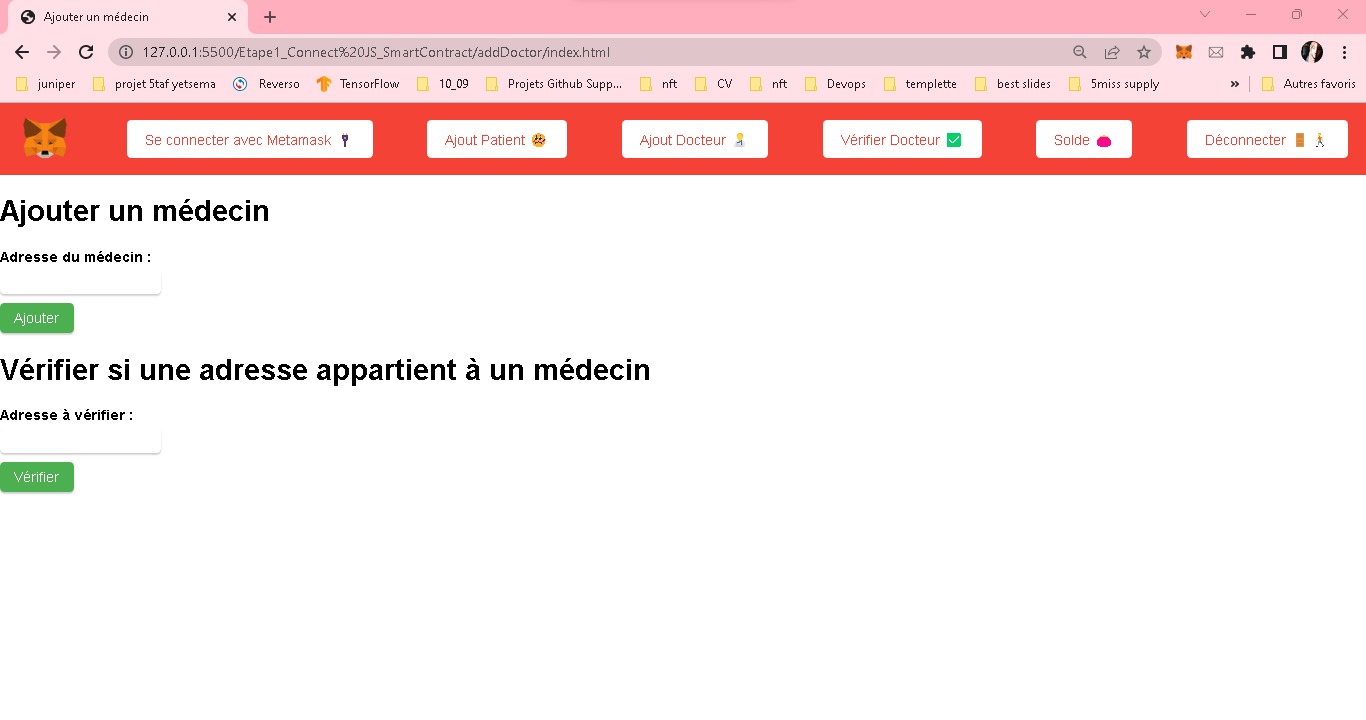 Ajouter un médecin
127.0.0.1:5500/Etape1_Connect%20JS_SmartContract/addDoctor/index.html
juniper projet 5taf yetsema Reverso TensorFlow 10_09 Projets Github Supp... nft CV nft Devops templette best slides 5miss supply » Autres favoris
Se connecter avec Metamask Ajout Patient Ajout Docteur Vérifier Docteur ✅ Solde Déconnecter
Ajouter un médecin
Adresse du médecin :
Ajouter
Vérifier si une adresse appartient à un médecin
Adresse à vérifier :
Vérifier